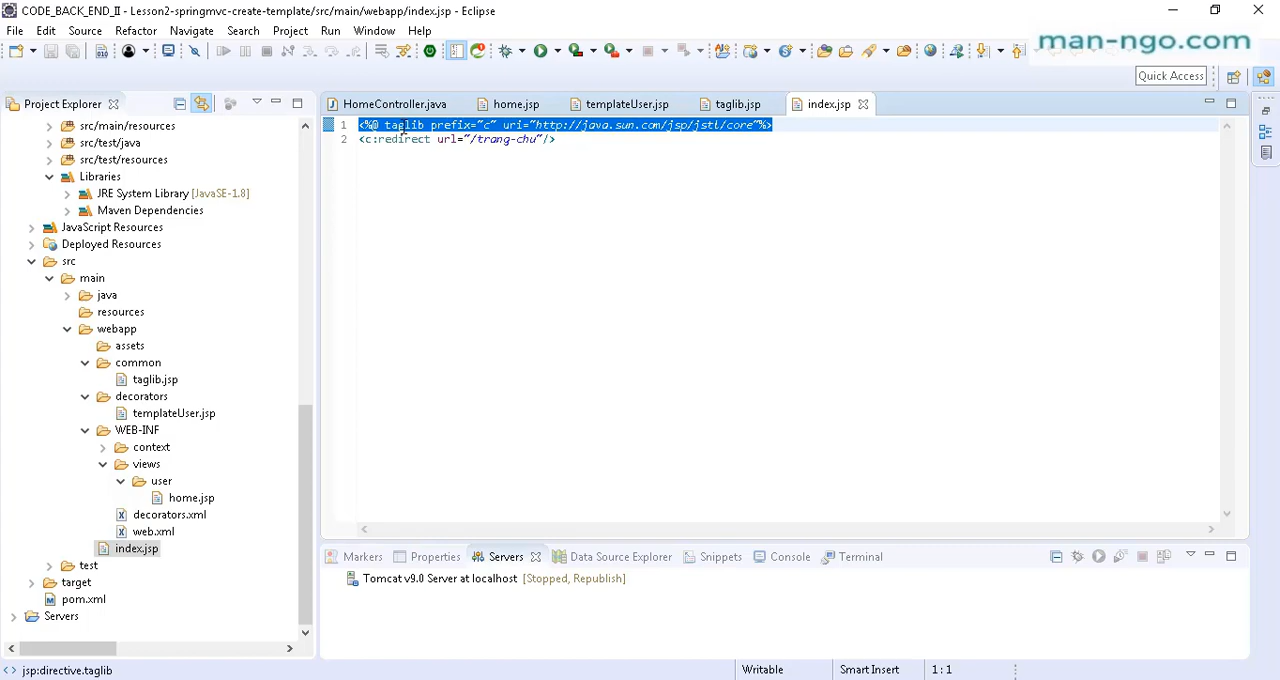 CODE_BACK_END_II - Lesson2-springmvc-create-template/src/main/webapp/index.jsp - Eclipse
File Edit Source Refactor Navigate Search Project Run Window Help
man-ngo.com
Quick Access
Project Explorer
HomeController.java home.jsp templateUser.jsp taglib.jsp index.jsp
src/main/resources
src/test/java
src/test/resources
Libraries
JRE System Library [JavaSE-1.8]
Maven Dependencies
JavaScript Resources
Deployed Resources
src
main
java
resources
webapp
assets
common
taglib.jsp
decorators
templateUser.jsp
WEB-INF
context
views
user
home.jsp
decorators.xml
web.xml
index.jsp
test
target
pom.xml
Servers
1 <%@ taglib prefix="c" uri="http://java.sun.com/jsp/jstl/core"%>
2 <c:redirect url="/trang-chu"/>
Markers Properties Servers Data Source Explorer Snippets Console Terminal
Tomcat v9.0 Server at localhost [Stopped, Republish]
jsp:directive.taglib
Writable Smart Insert 1 : 1